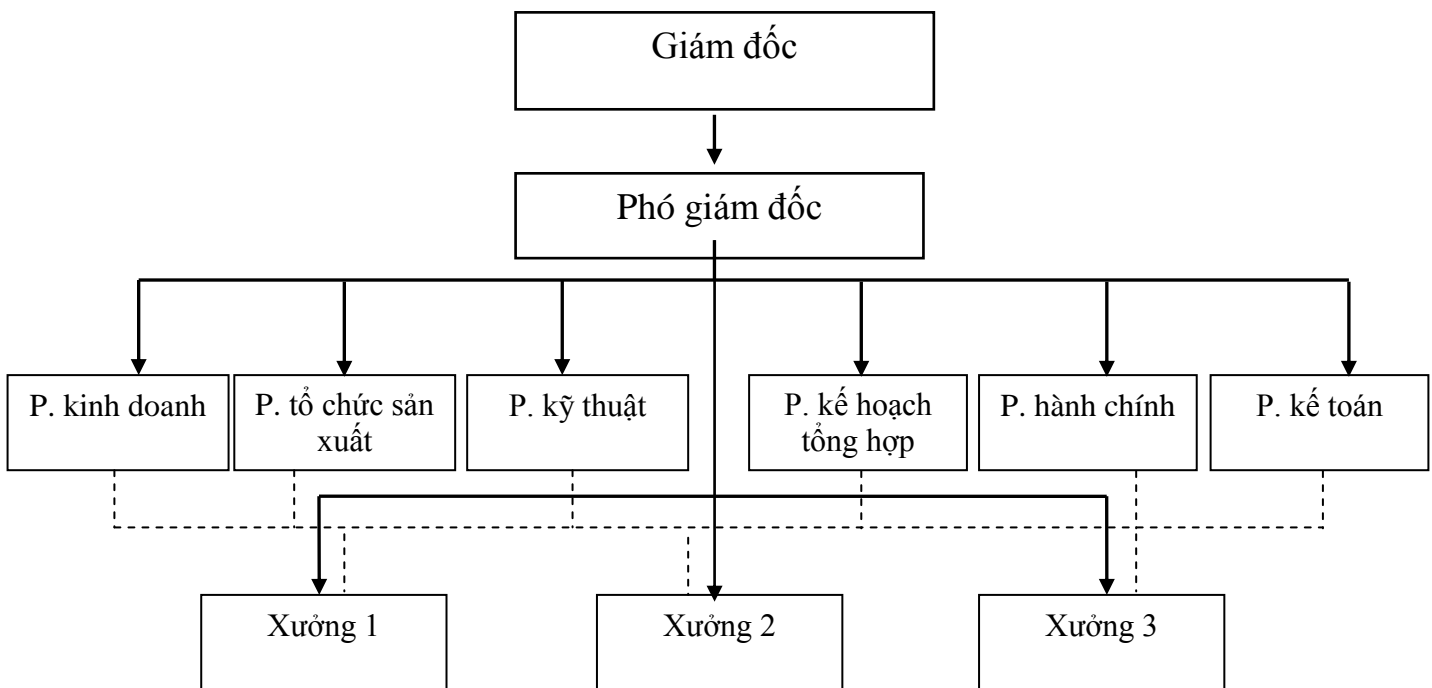 Giám đốc
Phó giám đốc
P. kinh doanh
P. tổ chức sản
xuất
P. kỹ thuật
P. kế hoạch
tổng hợp
P. hành chính
P. kế toán
Xưởng 1
Xưởng 2
Xưởng 3